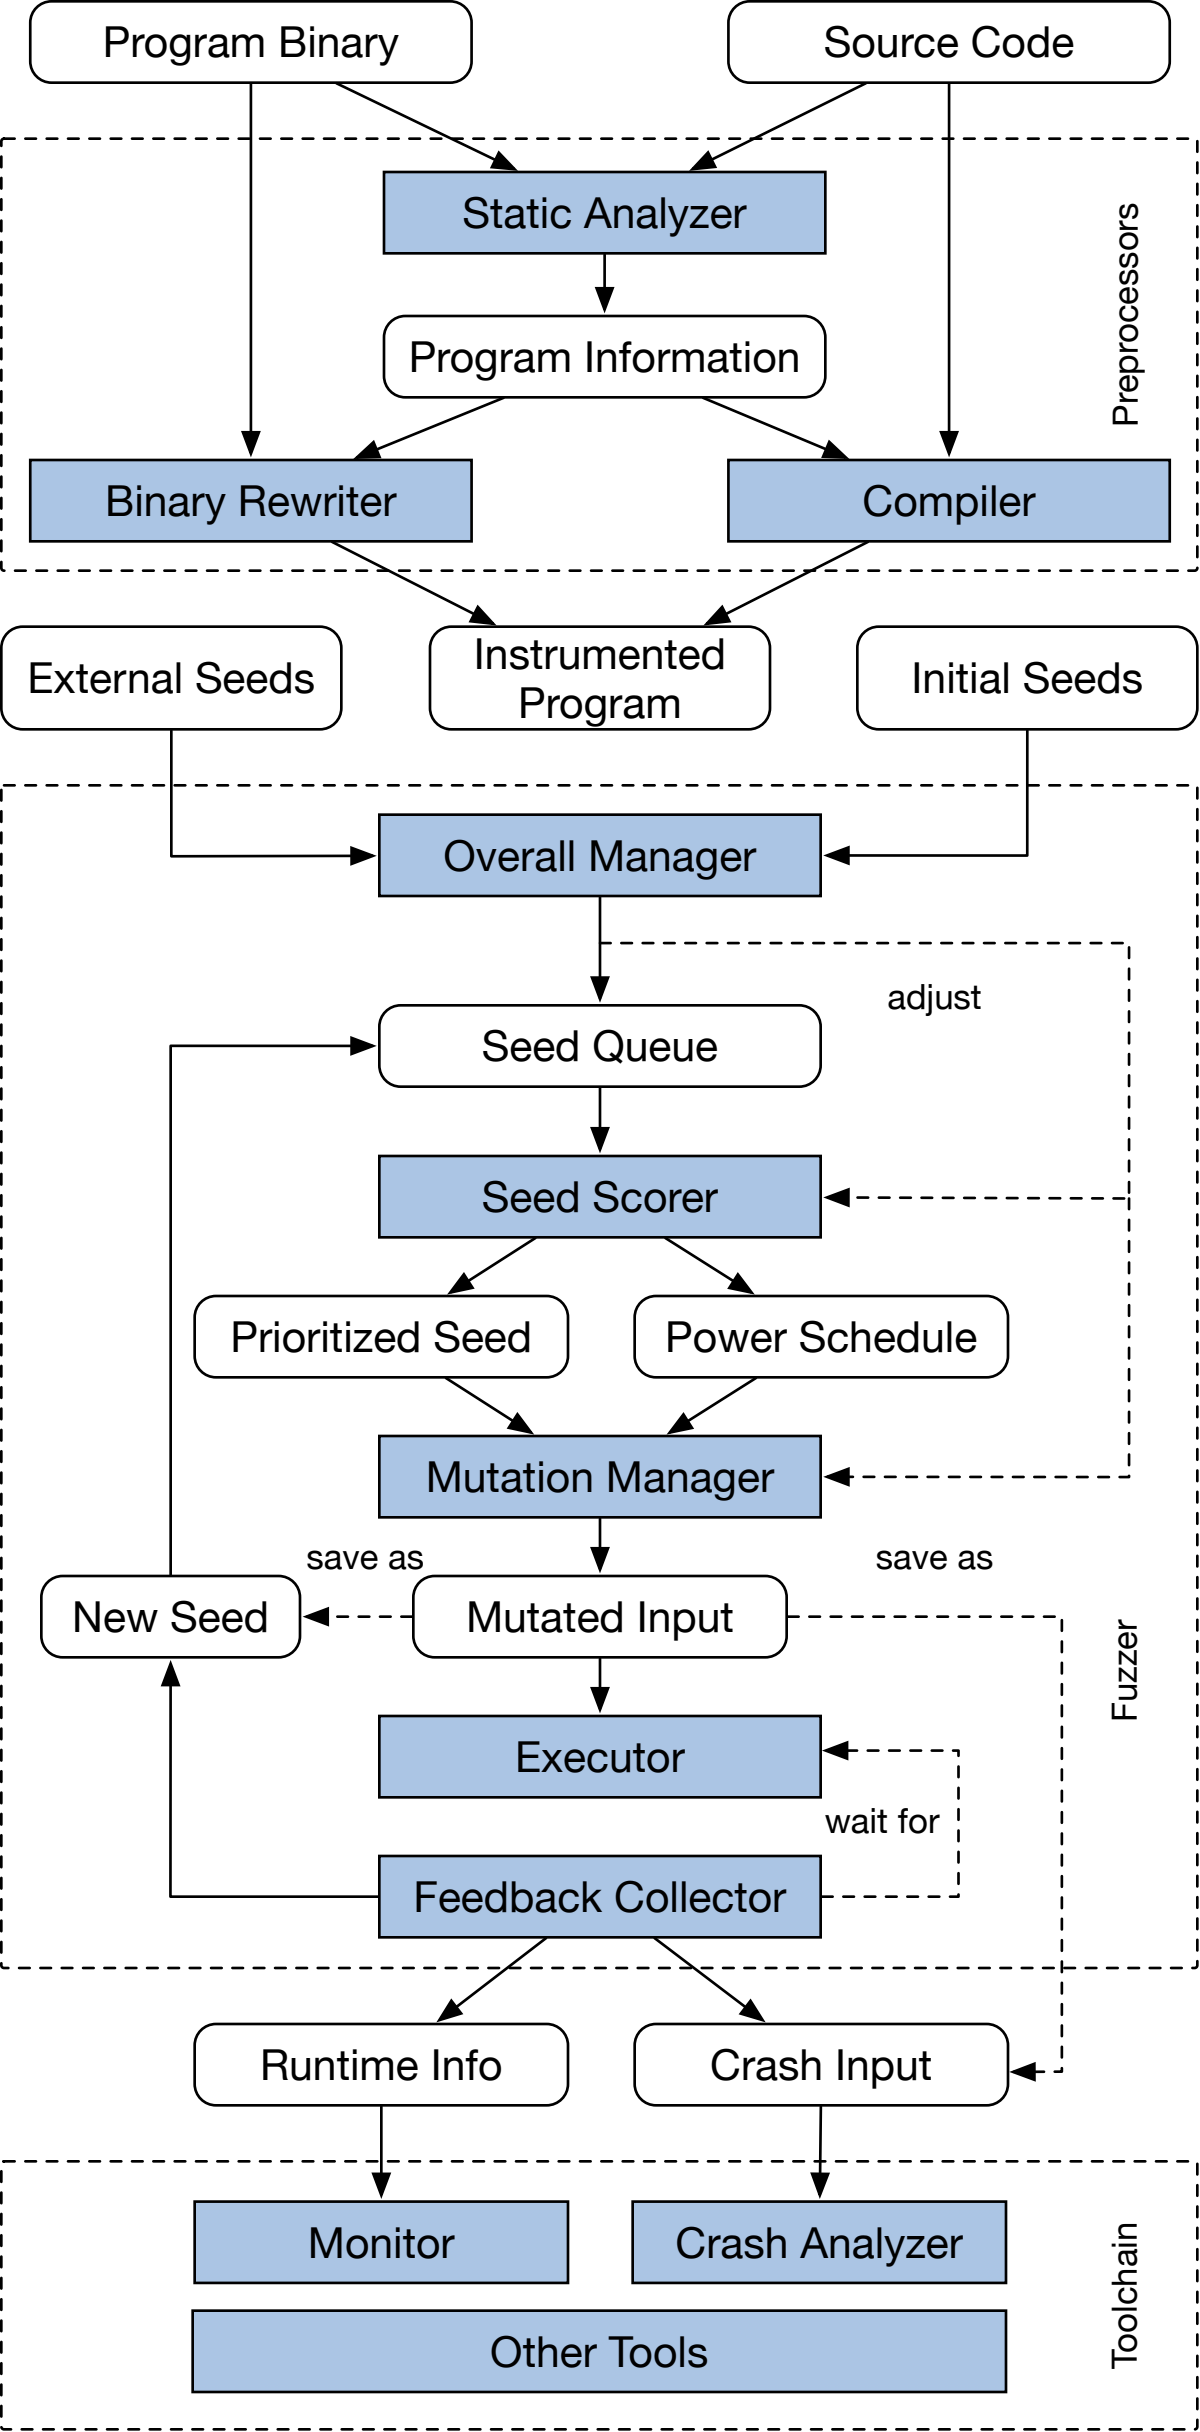 Program Binary
Source Code
Static Analyzer
Preprocessors
Program Information
Binary Rewriter
Compiler
External Seeds
Instrumented
Program
Initial Seeds
Overall Manager
adjust
Seed Queue
Seed Scorer
Prioritized Seed
Power Schedule
Mutation Manager
save as
save as
New Seed
Mutated Input
Fuzzer
Executor
wait for
Feedback Collector
Runtime Info
Crash Input
Monitor
Crash Analyzer
Toolchain
Other Tools